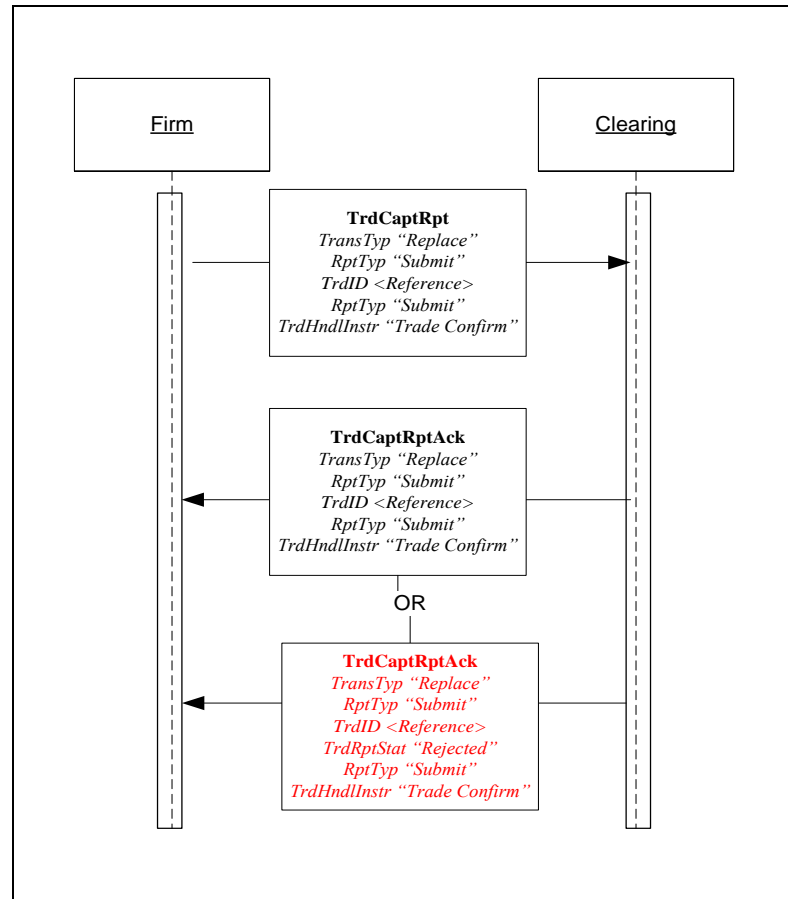 Firm
Clearing
TrdCaptRpt
TransTyp “Replace”
RptTyp “Submit”
TrdID <Reference>
RptTyp “Submit”
TrdHndlInstr “Trade Confirm”
TrdCaptRptAck
TransTyp “Replace”
RptTyp “Submit”
TrdID <Reference>
RptTyp “Submit”
TrdHndlInstr “Trade Confirm”
OR
TrdCaptRptAck
TransTyp “Replace”
RptTyp “Submit”
TrdID <Reference>
TrdRptStat “Rejected”
RptTyp “Submit”
TrdHndlInstr “Trade Confirm”